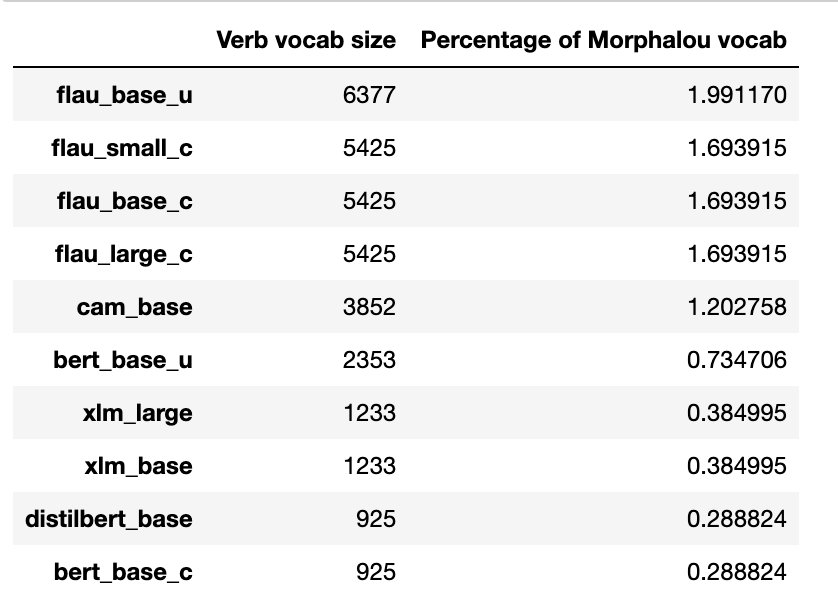 Verb vocab size Percentage of Morphalou vocab
flau_base_u 6377 1.991170
flau_small_c 5425 1.693915
flau_base_c 5425 1.693915
flau_large_c 5425 1.693915
cam_base 3852 1.202758
bert_base_u 2353 0.734706
xlm_large 1233 0.384995
xlm_base 1233 0.384995
distilbert_base 925 0.288824
bert_base_c 925 0.288824